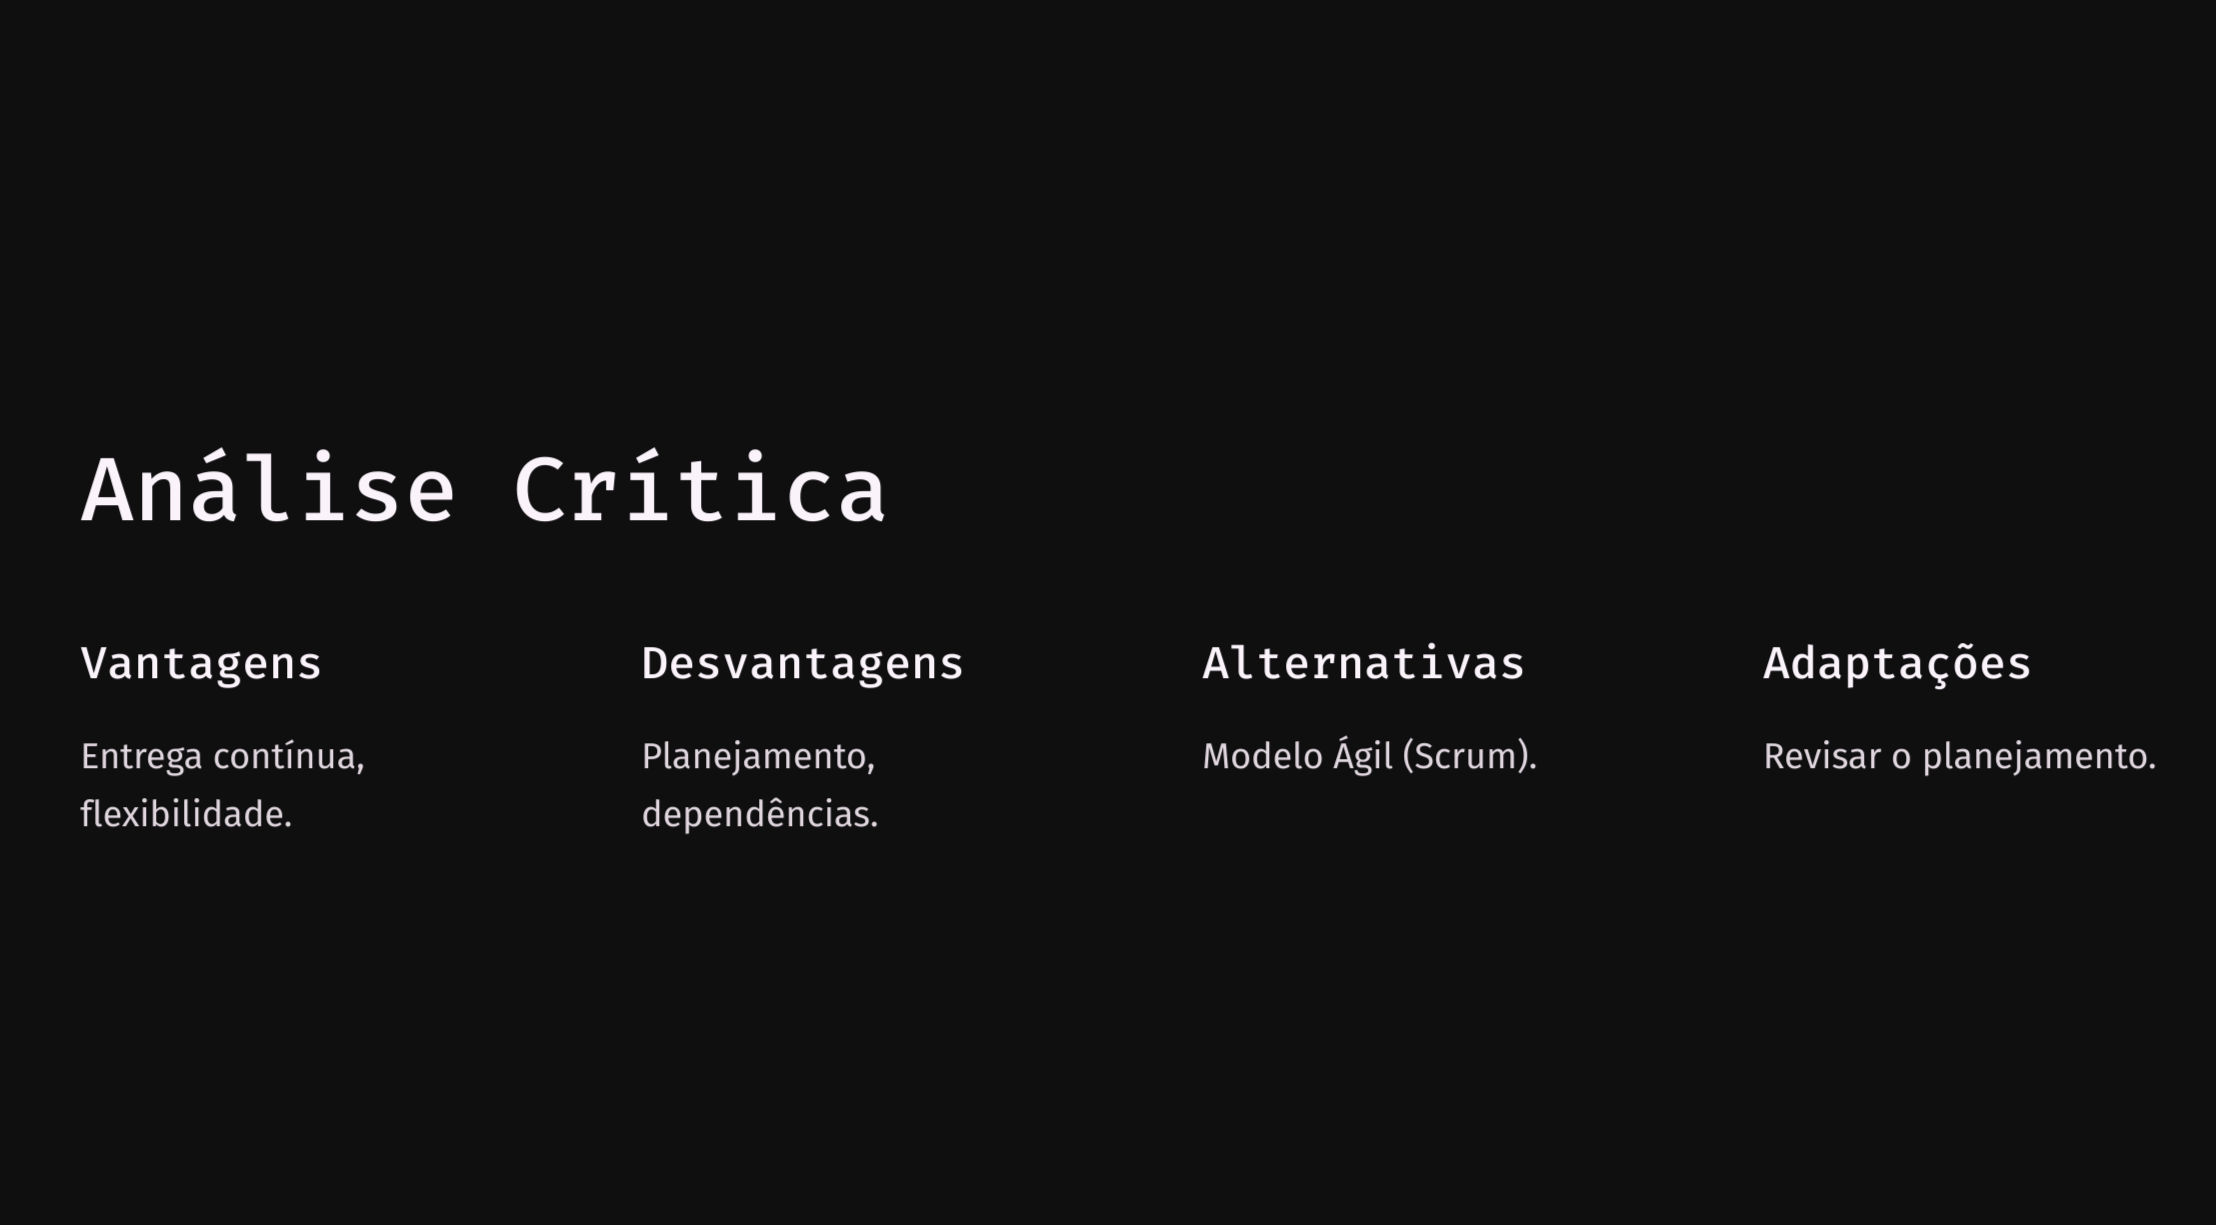 Análise Crítica
Vantagens
Entrega contínua,
flexibilidade.
Desvantagens
Planejamento,
dependências.
Alternativas
Modelo Ágil (Scrum).
Adaptações
Revisar o planejamento.